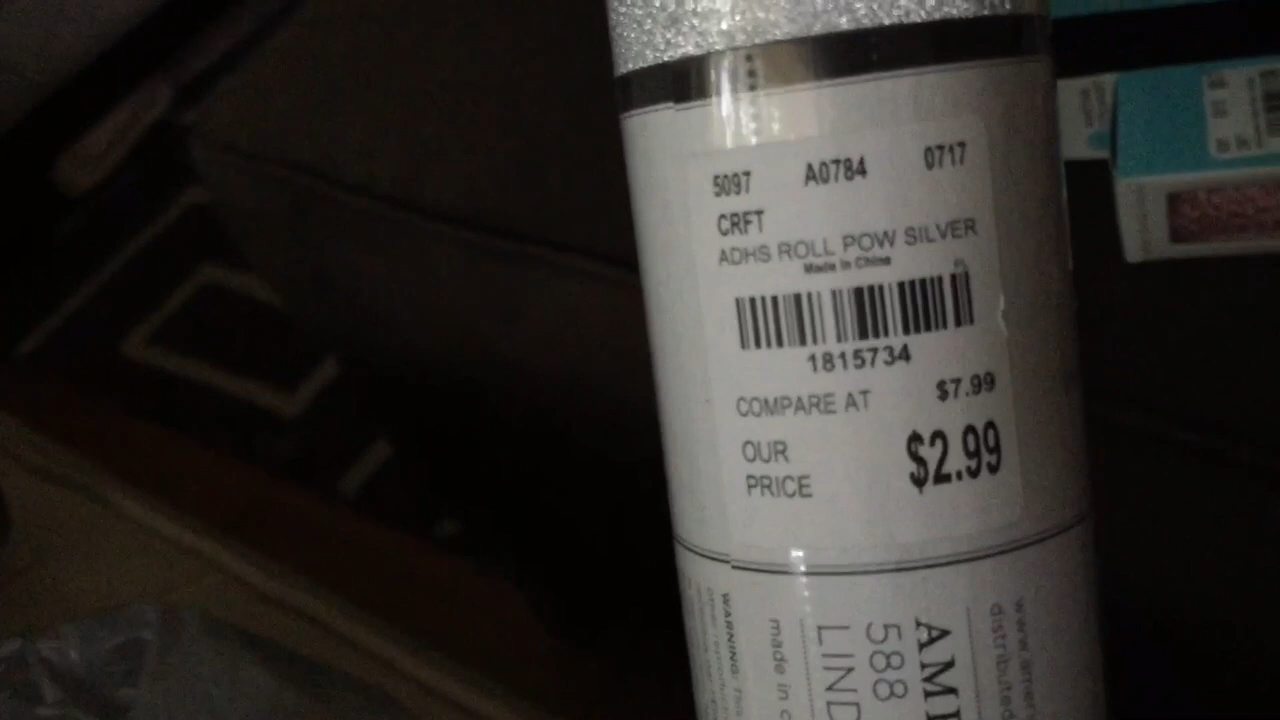 5097 A0784 0717
CRFT
ADHS ROLL POW SILVER
Made in China
1815734
COMPARE AT $7.99
OUR PRICE $2.99
WARNING: This
made in
LIND
588
AM
distributed